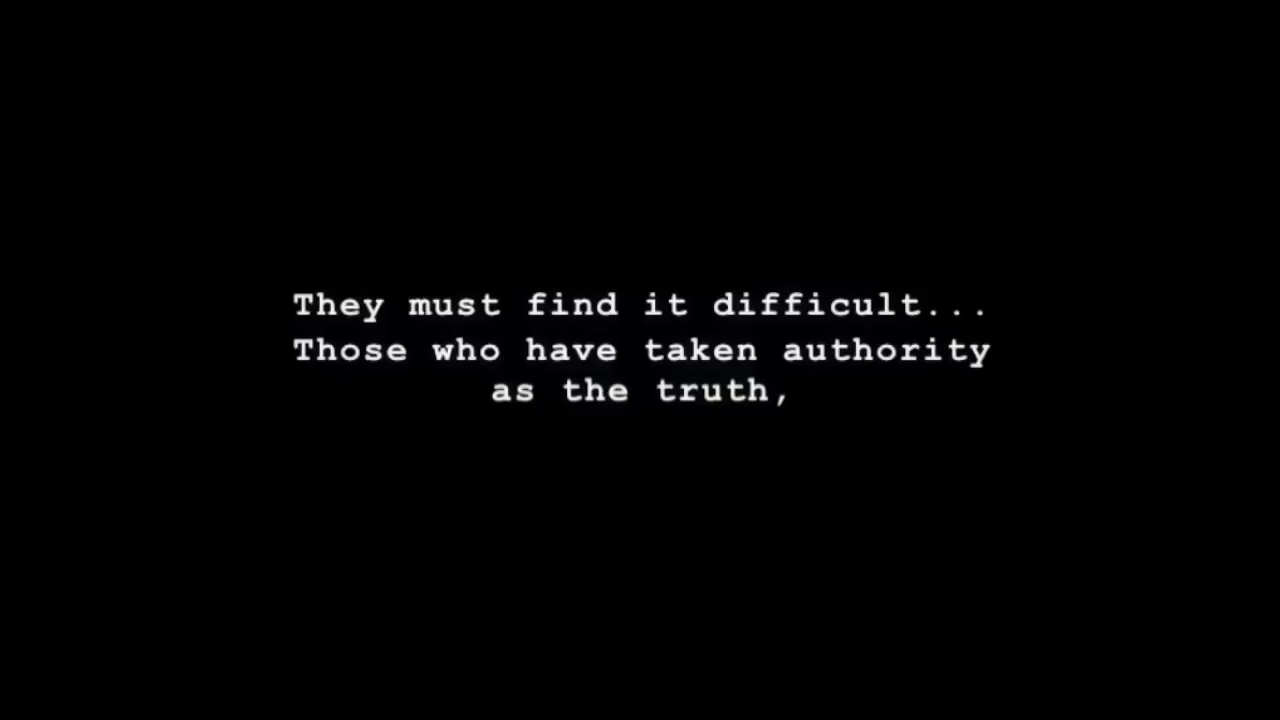 They must find it difficult...
Those who have taken authority
as the truth,